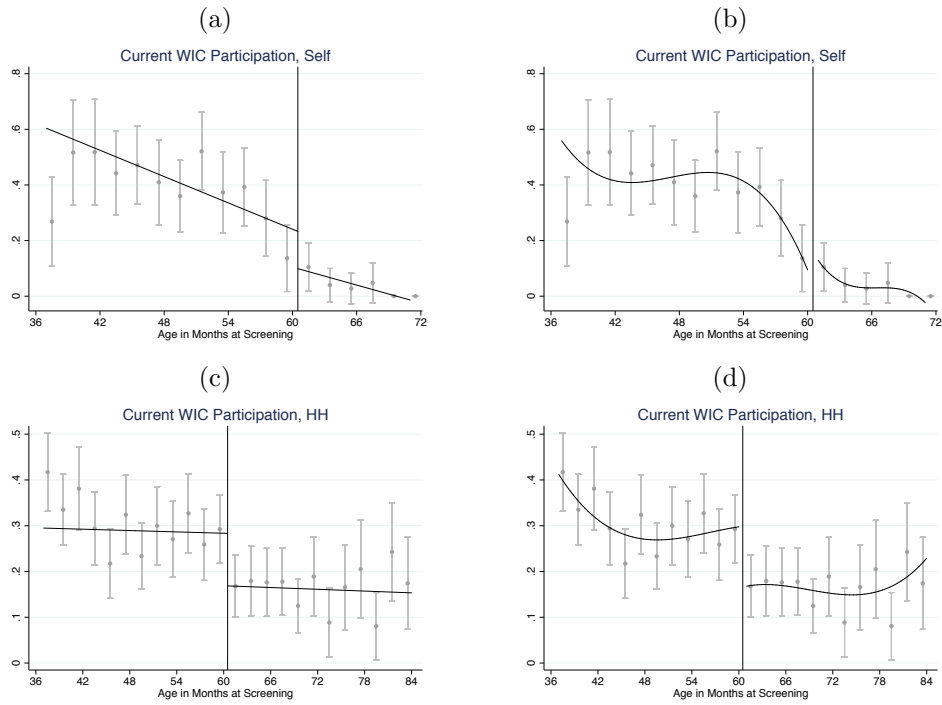 (a)
Current WIC Participation, Self
.8
.6
.4
.2
0
36 42 48 54 60 66 72
Age in Months at Screening
(b)
Current WIC Participation, Self
.8
.6
.4
.2
0
36 42 48 54 60 66 72
Age in Months at Screening
(c)
Current WIC Participation, HH
.5
.4
.3
.2
.1
0
36 42 48 54 60 66 72 78 84
Age in Months at Screening
(d)
Current WIC Participation, HH
.5
.4
.3
.2
.1
0
36 42 48 54 60 66 72 78 84
Age in Months at Screening